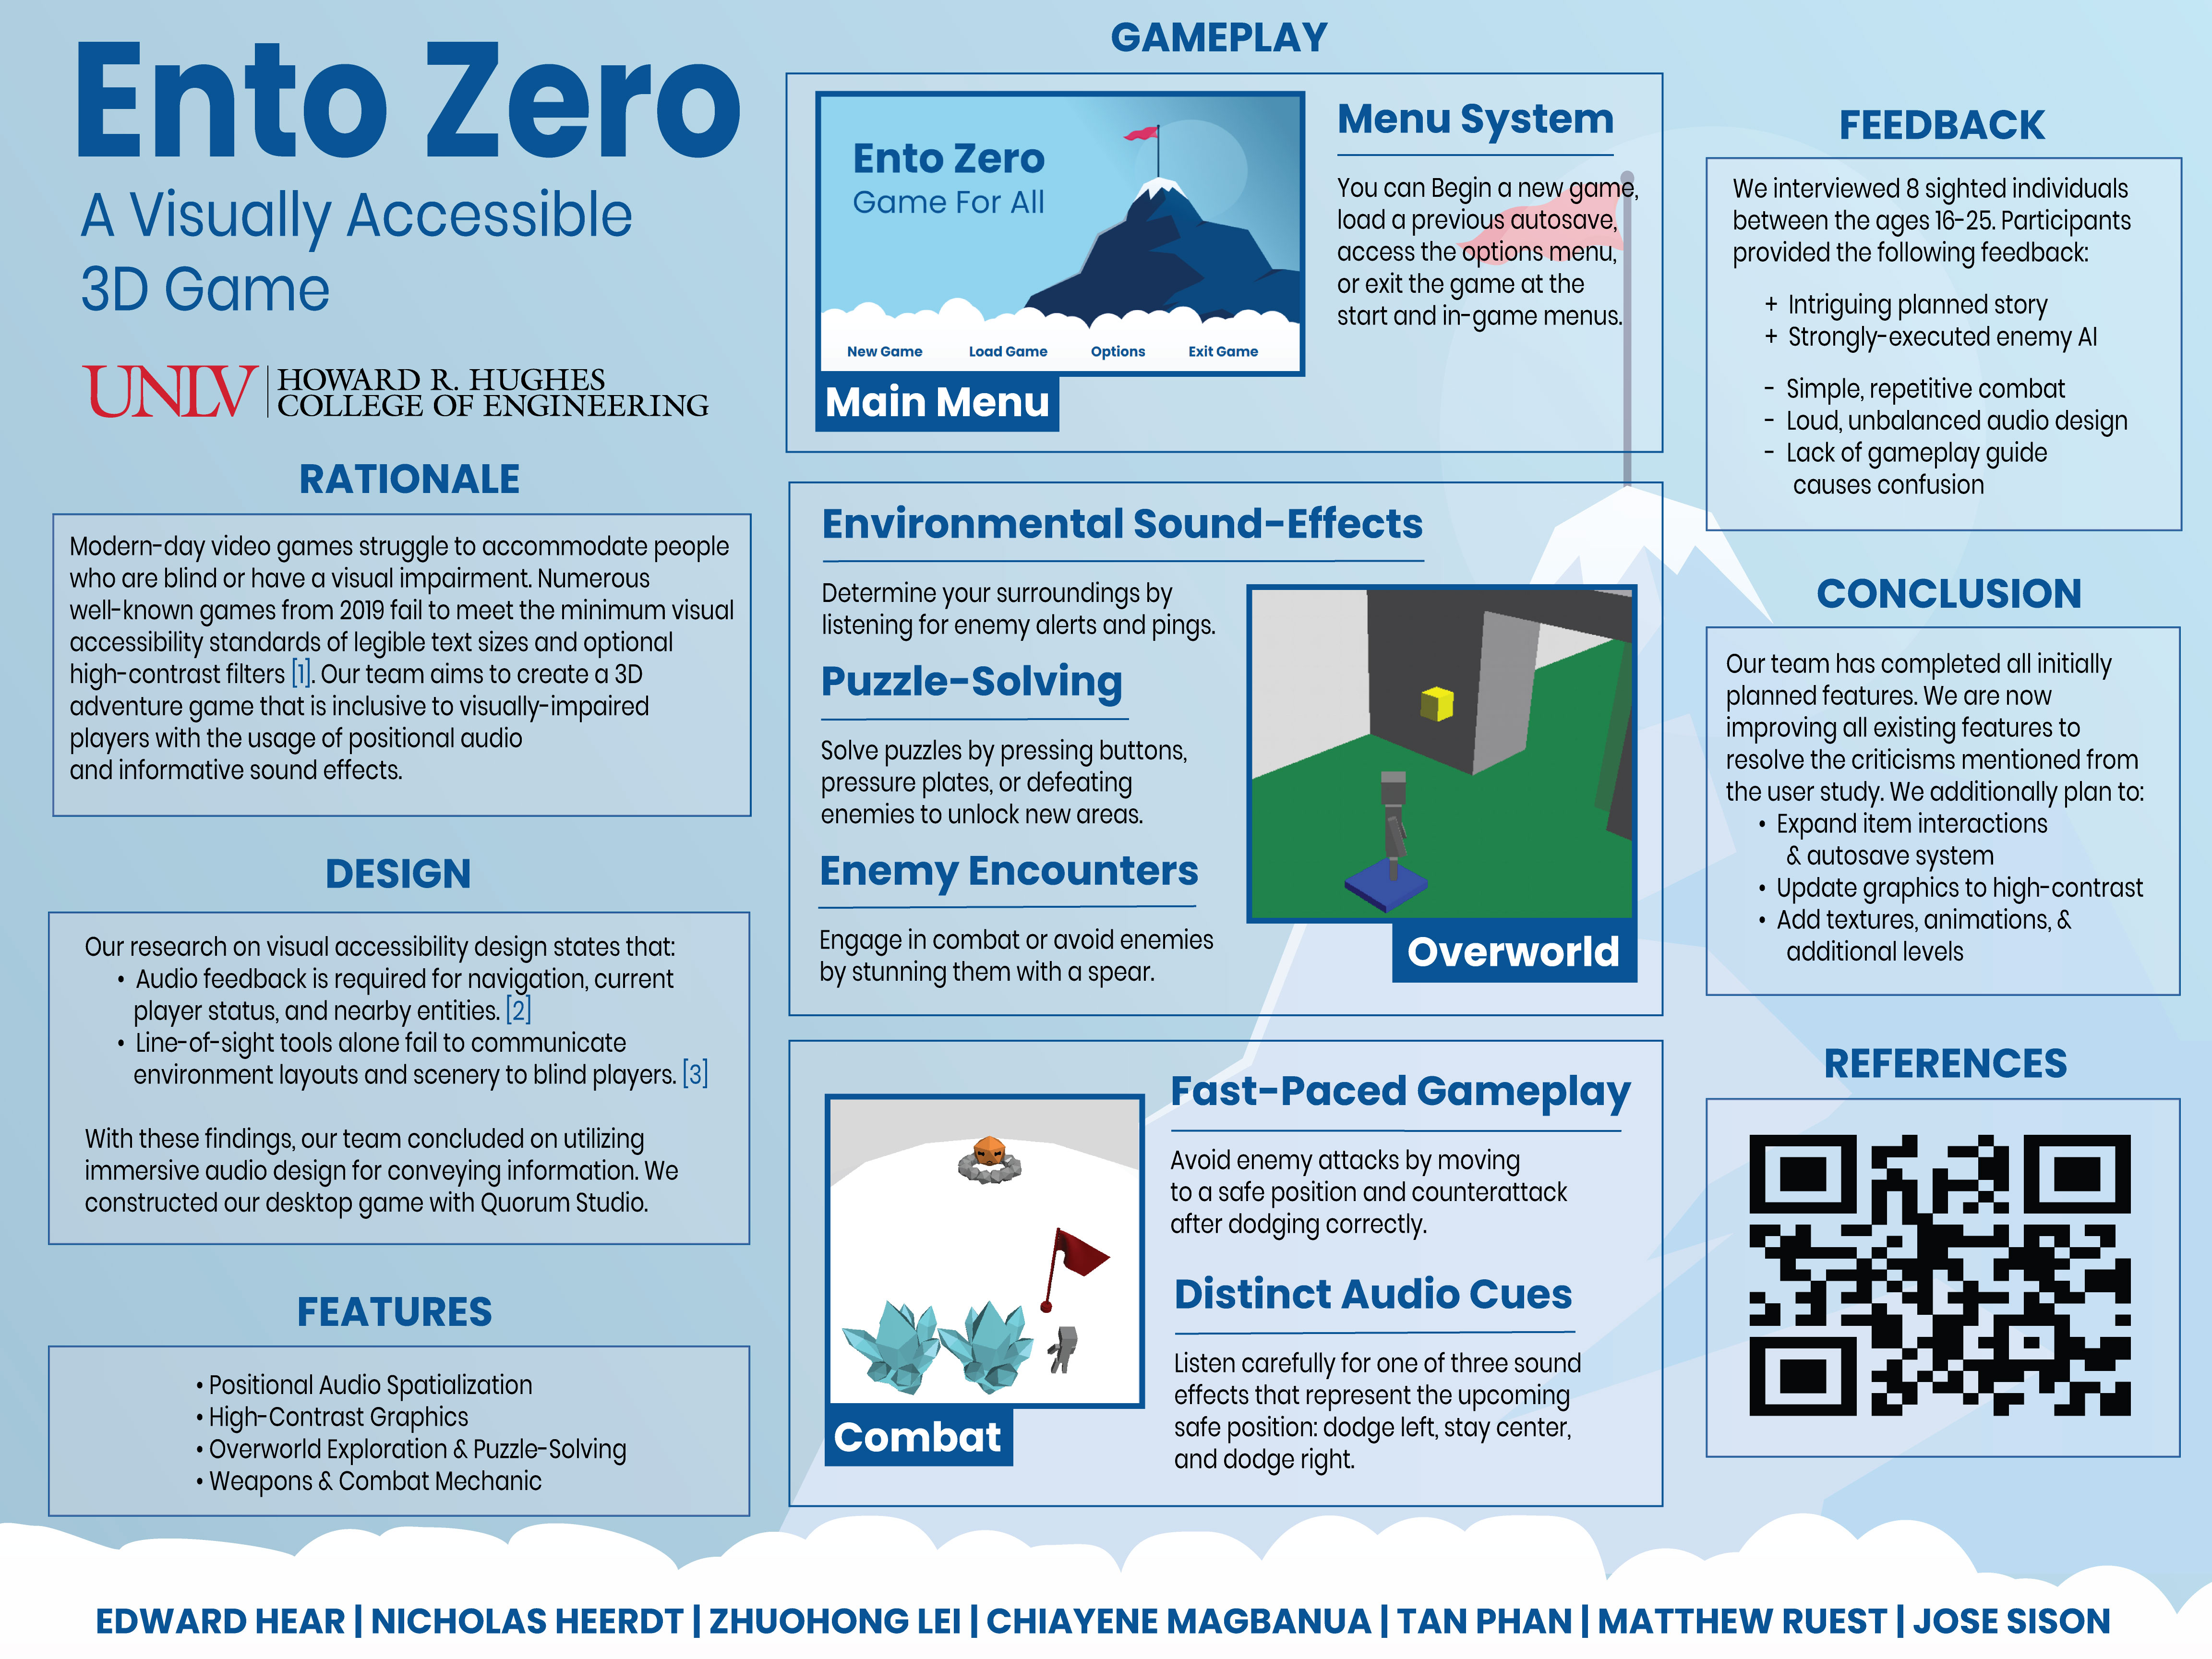 Ento Zero
A Visually Accessible
3D Game
UNLV
HOWARD R. HUGHES
COLLEGE OF ENGINEERING
RATIONALE
Modern-day video games struggle to accommodate people
who are blind or have a visual impairment. Numerous
well-known games from 2019 fail to meet the minimum visual
accessibility standards of legible text sizes and optional
high-contrast filters [1]. Our team aims to create a 3D
adventure game that is inclusive to visually-impaired
players with the usage of positional audio
and informative sound effects.
DESIGN
Our research on visual accessibility design states that:
• Audio feedback is required for navigation, current
player status, and nearby entities. [2]
• Line-of-sight tools alone fail to communicate
environment layouts and scenery to blind players. [3]
With these findings, our team concluded on utilizing
immersive audio design for conveying information. We
constructed our desktop game with Quorum Studio.
FEATURES
• Positional Audio Spatialization
• High-Contrast Graphics
• Overworld Exploration & Puzzle-Solving
• Weapons & Combat Mechanic
GAMEPLAY
Ento Zero
Game For All
New Game Load Game Options Exit Game
Main Menu
Menu System
You can Begin a new game,
load a previous autosave,
access the options menu,
or exit the game at the
start and in-game menus.
Environmental Sound-Effects
Determine your surroundings by
listening for enemy alerts and pings.
Puzzle-Solving
Solve puzzles by pressing buttons,
pressure plates, or defeating
enemies to unlock new areas.
Enemy Encounters
Engage in combat or avoid enemies
by stunning them with a spear.
Overworld
Combat
Fast-Paced Gameplay
Avoid enemy attacks by moving
to a safe position and counterattack
after dodging correctly.
Distinct Audio Cues
Listen carefully for one of three sound
effects that represent the upcoming
safe position: dodge left, stay center,
and dodge right.
FEEDBACK
We interviewed 8 sighted individuals
between the ages 16-25. Participants
provided the following feedback:
+ Intriguing planned story
+ Strongly-executed enemy AI
- Simple, repetitive combat
- Loud, unbalanced audio design
- Lack of gameplay guide
causes confusion
CONCLUSION
Our team has completed all initially
planned features. We are now
improving all existing features to
resolve the criticisms mentioned from
the user study. We additionally plan to:
• Expand item interactions
& autosave system
• Update graphics to high-contrast
• Add textures, animations, &
additional levels
REFERENCES
EDWARD HEAR | NICHOLAS HEERDT | ZHUOHONG LEI | CHIAYENE MAGBANUA | TAN PHAN | MATTHEW RUEST | JOSE SISON